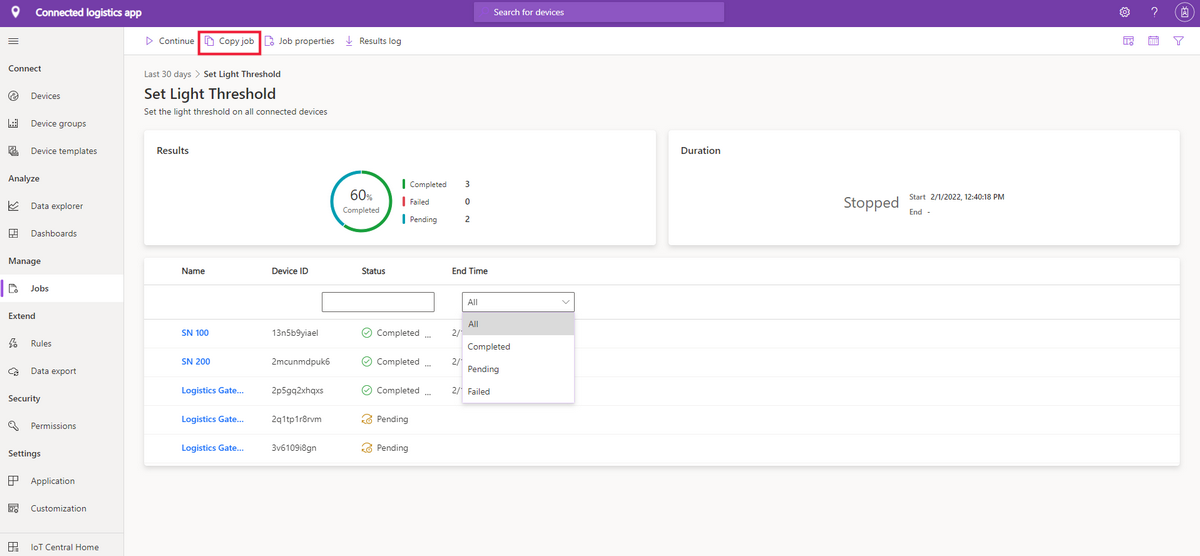 Connected logistics app
Search for devices
Continue Copy job Job properties Results log
Connect
Devices
Device groups
Device templates
Analyze
Data explorer
Dashboards
Manage
Jobs
Extend
Rules
Data export
Security
Permissions
Settings
Application
Customization
IoT Central Home
Last 30 days > Set Light Threshold
Set Light Threshold
Set the light threshold on all connected devices
Results
60%
Completed
Completed 3
Failed 0
Pending 2
Duration
Stopped
Start 2/1/2022, 12:40:18 PM
End -
Name Device ID Status End Time
All
All
Completed
Pending
Failed
SN 100 13n5b9yiael Completed ... 2/
SN 200 2mcunmdpuk6 Completed ... 2/
Logistics Gate... 2p5gq2xhqxs Completed ... 2/
Logistics Gate... 2q1tp1r8rvm Pending
Logistics Gate... 3v6109i8gn Pending